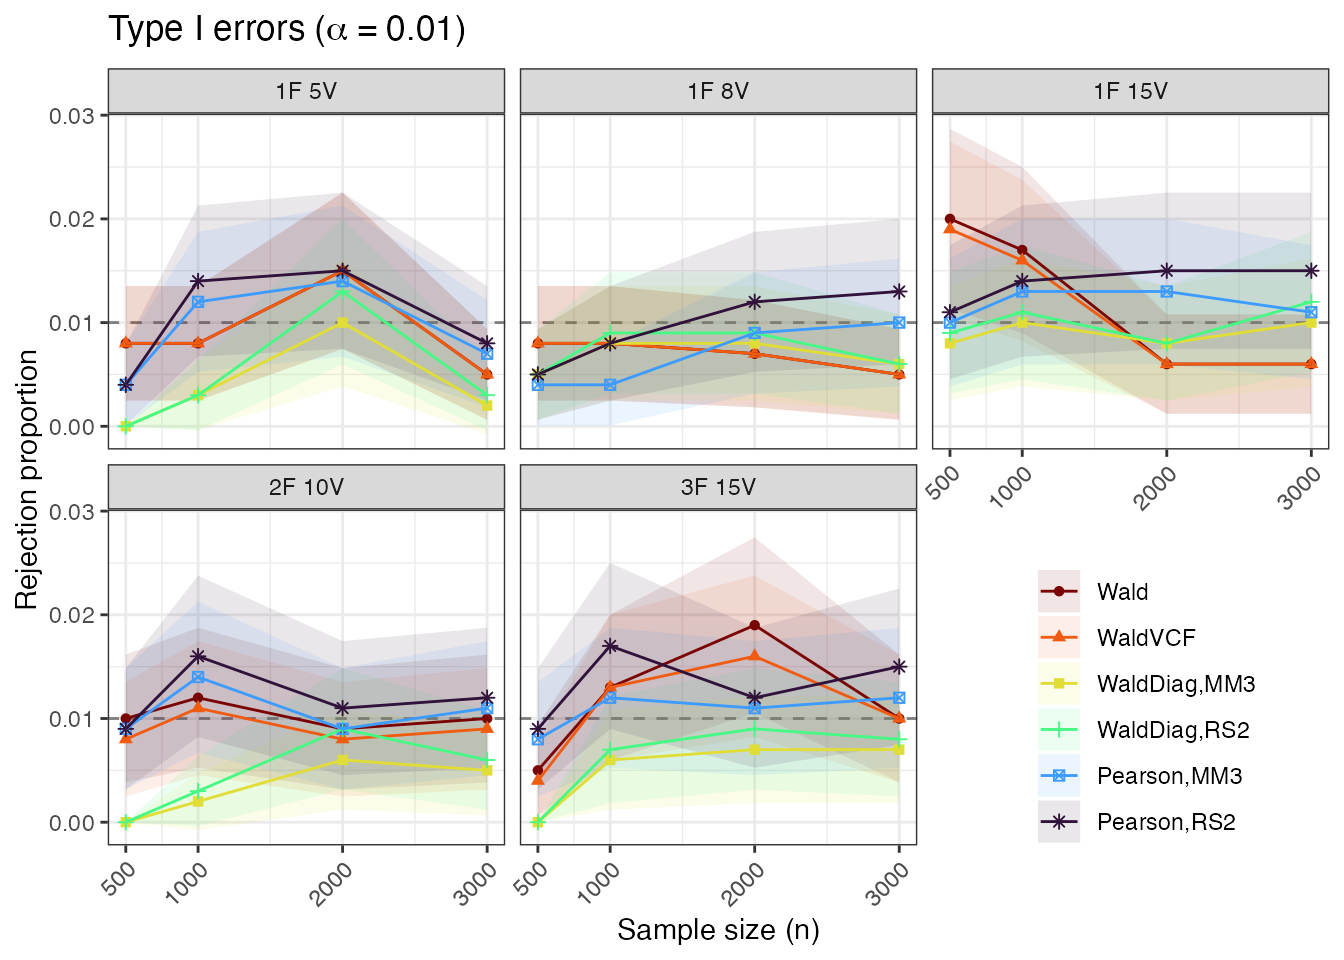 Type I errors (α = 0.01)
1F 5V
1F 8V
1F 15V
0.03
0.02
0.01
0.00
500
1000
2000
3000
2F 10V
3F 15V
0.03
0.02
0.01
0.00
500
1000
2000
3000
500
1000
2000
3000
Rejection proportion
Sample size (n)
Wald
WaldVCF
WaldDiag,MM3
WaldDiag,RS2
Pearson,MM3
Pearson,RS2